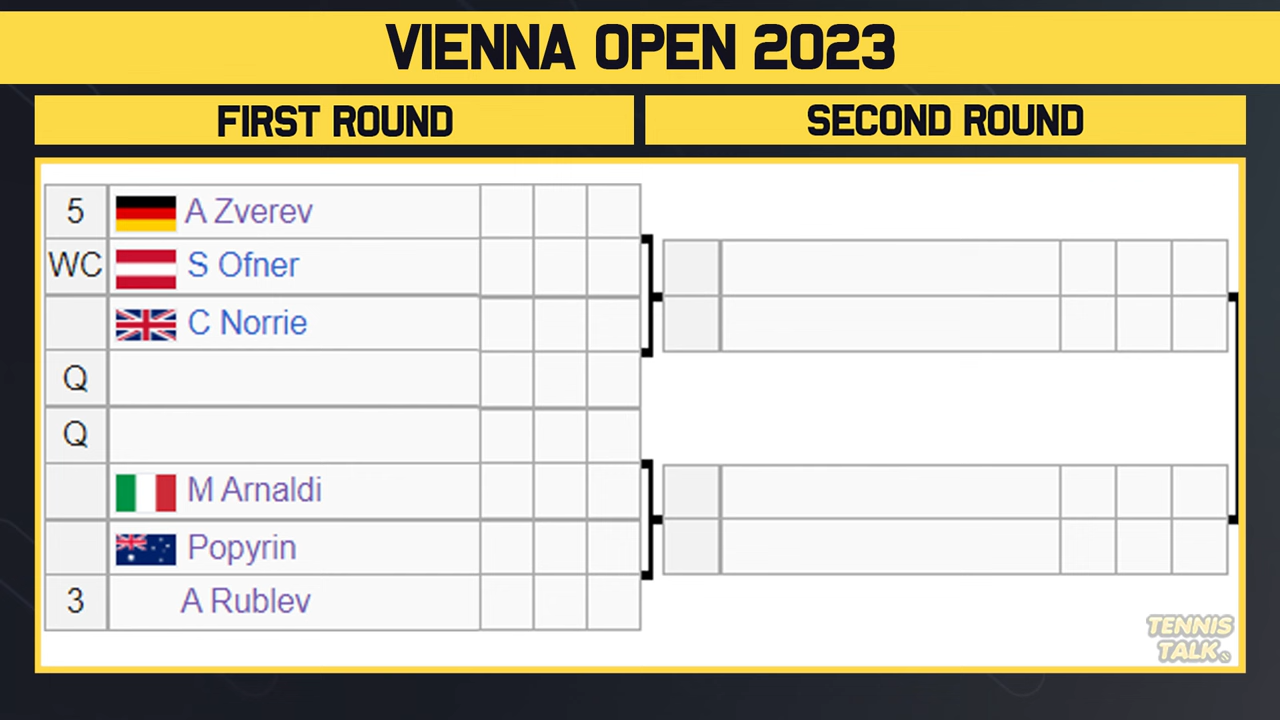 VIENNA OPEN 2023
FIRST ROUND
SECOND ROUND
5 A Zverev
WC S Ofner
C Norrie
Q
Q
M Arnaldi
Popyrin
3 A Rublev
TENNIS
TALK